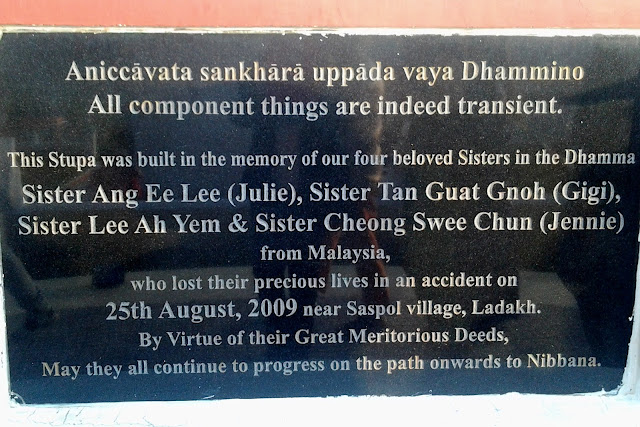 Aniccāvata sankhārā uppāda vaya Dhammino
All component things are indeed transient.
This Stupa was built in the memory of our four beloved Sisters in the Dhamma
Sister Ang Ee Lee (Julie), Sister Tan Guat Gnoh (Gigi),
Sister Lee Ah Yem & Sister Cheong Swee Chun (Jennie)
from Malaysia,
who lost their precious lives in an accident on
25th August, 2009 near Saspol village, Ladakh.
By Virtue of their Great Meritorious Deeds,
May they all continue to progress on the path onwards to Nibbana.